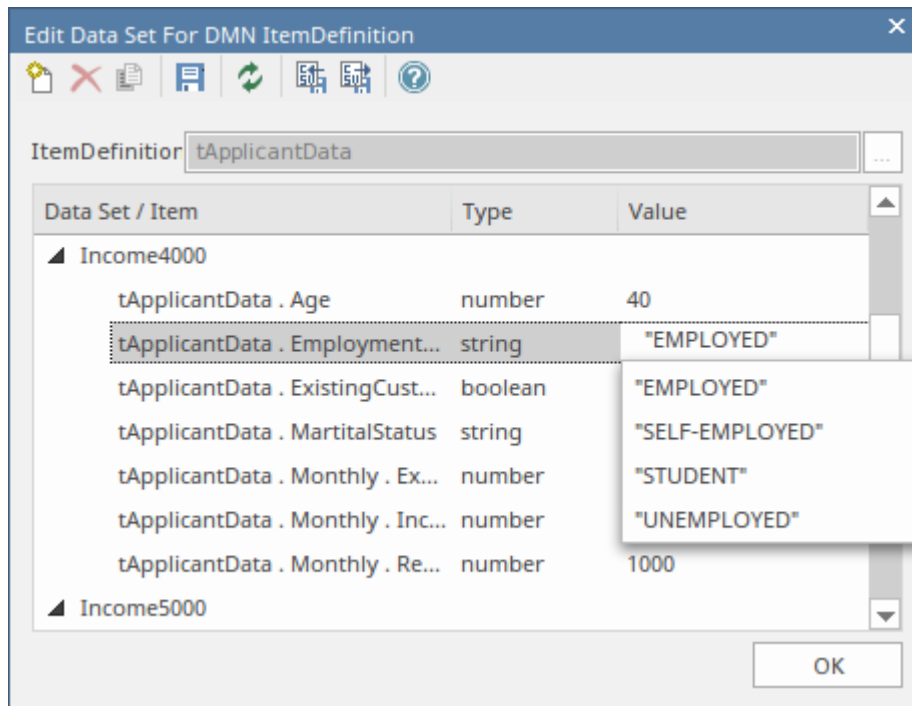 Edit Data Set For DMN ItemDefinition
ItemDefinition tApplicantData ...
Data Set / Item Type Value
Income4000
tApplicantData . Age number 40
tApplicantData . Employment... string "EMPLOYED"
tApplicantData . ExistingCust... boolean "EMPLOYED"
tApplicantData . MartitalStatus string "SELF-EMPLOYED"
tApplicantData . Monthly . Ex... number "STUDENT"
tApplicantData . Monthly . Inc... number "UNEMPLOYED"
tApplicantData . Monthly . Re... number 1000
Income5000
OK